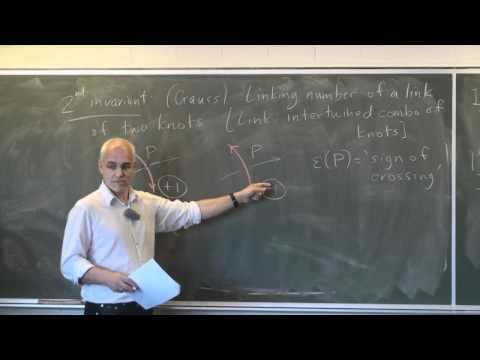 2nd invariant (Gauss) Linking number of a link
of two knots [Link: intertwined combo of
knots]
P P
+1
ε(P) = 'sign of
crossing'